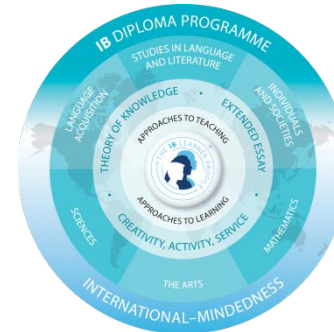 IB DIPLOMA PROGRAMME
STUDIES IN LANGUAGE
AND LITERATURE
LANGUAGE
ACQUISITION
INDIVIDUALS
AND SOCIETIES
THEORY OF KNOWLEDGE
EXTENDED ESSAY
APPROACHES TO TEACHING
THE IB LEARNER PROFILE
APPROACHES TO LEARNING
CREATIVITY, ACTIVITY, SERVICE
SCIENCES
MATHEMATICS
THE ARTS
INTERNATIONAL–MINDEDNESS